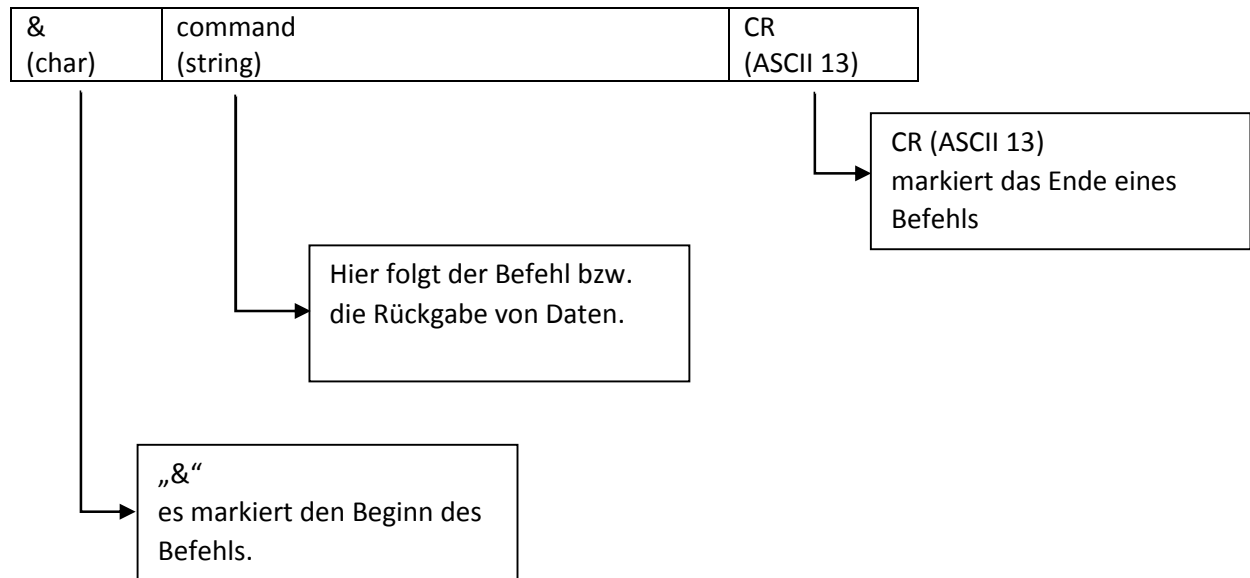 & command CR
(char) (string) (ASCII 13)
CR (ASCII 13)
markiert das Ende eines
Befehls
Hier folgt der Befehl bzw.
die Rückgabe von Daten.
„&“
es markiert den Beginn des
Befehls.